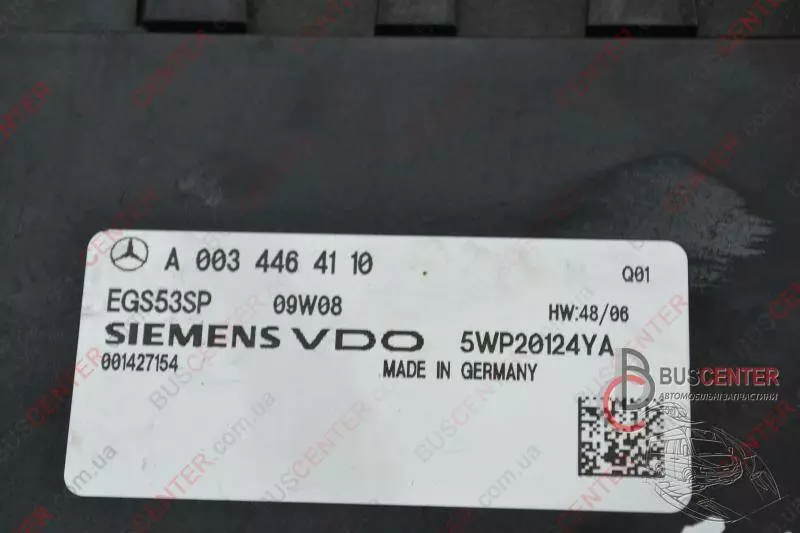 A 003 446 41 10
Q01
EGS53SP 09W08 HW:48/06
SIEMENS VDO 5WP20124YA
001427154 MADE IN GERMANY
BUSCENTER
АВТОМОБІЛЬНІ ЗАПЧАСТИНИ
BUSCENTER
buscenter.com.ua